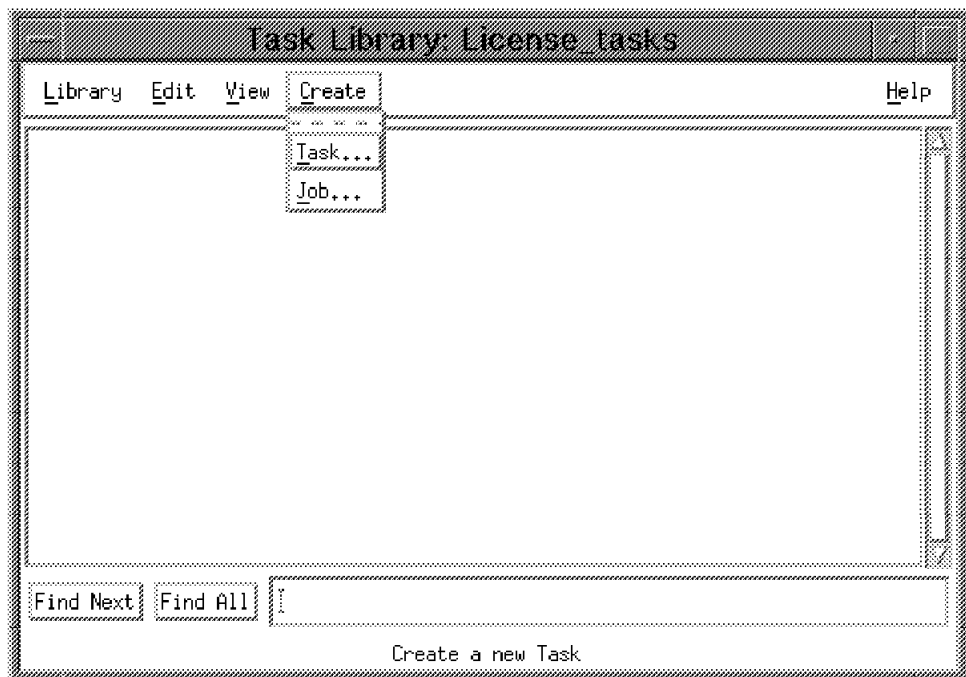 Task Library: License_tasks
Library Edit View Create Help
Task...
Job...
Find Next Find All
Create a new Task